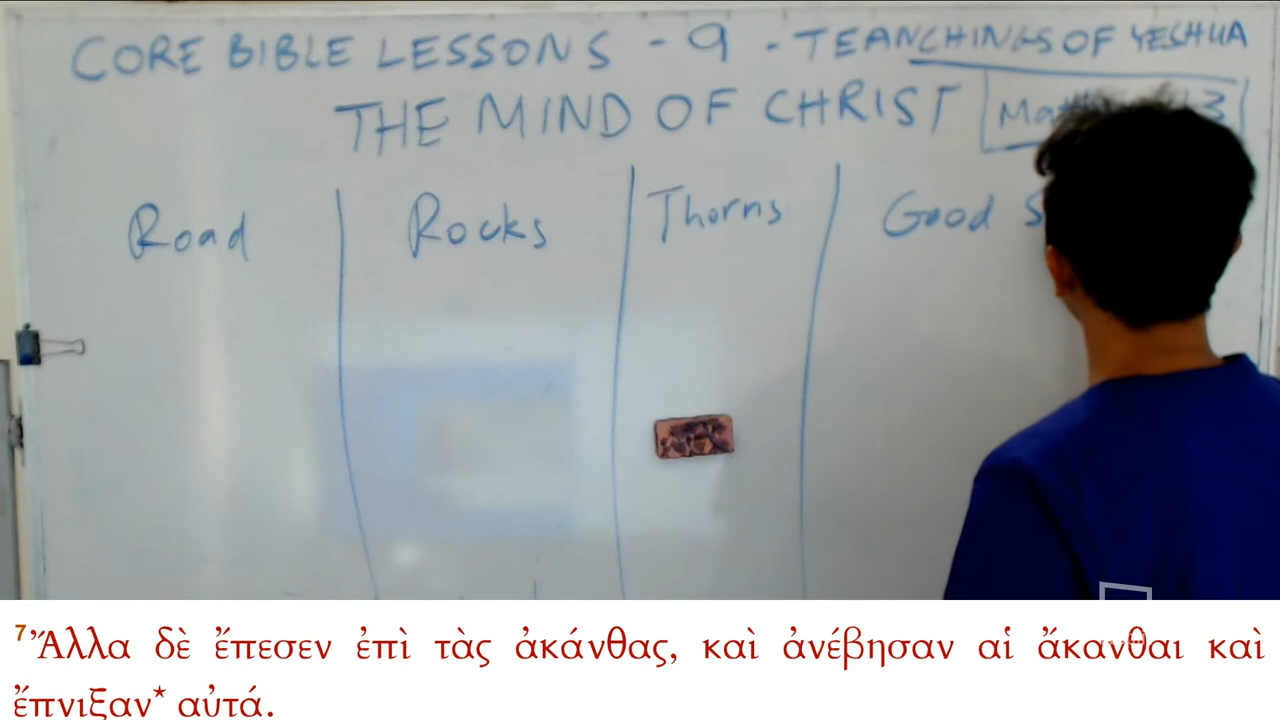 CORE BIBLE LESSONS - 9 - TEANCHINGS OF YESHUA
THE MIND OF CHRIST
Road Rocks Thorns Good
⁷Ἄλλα δὲ ἔπεσεν ἐπὶ τὰς ἀκάνθας, καὶ ἀνέβησαν αἱ ἄκανθαι καὶ
ἔπνιξαν* αὐτά.